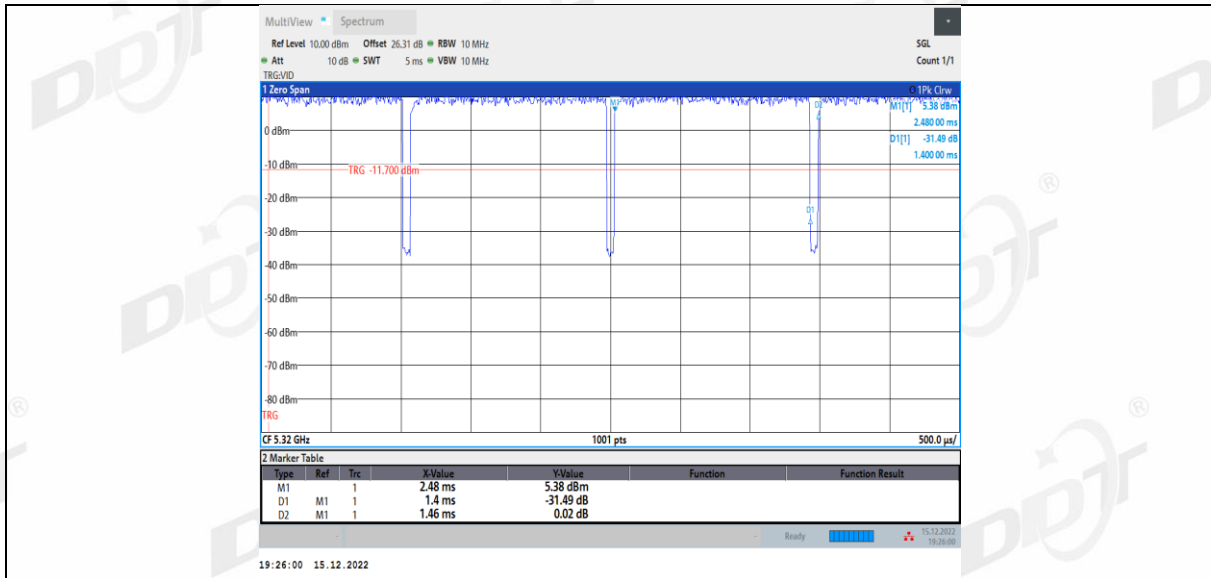 MultiView Spectrum
Ref Level 10.00 dBm Offset 26.31 dB RBW 10 MHz SGL
Att 10 dB SWT 5 ms VBW 10 MHz Count 1/1
TRG:VID
1 Zero Span 1Pk Clrw
M1 D2 M1[1] 5.38 dBm
2.480 00 ms
0 dBm
D1[1] -31.49 dB
1.400 00 ms
-10 dBm
TRG -11.700 dBm
-20 dBm
D1
-30 dBm
-40 dBm
-50 dBm
-60 dBm
-70 dBm
-80 dBm
TRG
CF 5.32 GHz 1001 pts 500.0 µs/
2 Marker Table
Type Ref Trc X-Value Y-Value Function Function Result
M1 1 2.48 ms 5.38 dBm
D1 M1 1 1.4 ms -31.49 dB
D2 M1 1 1.46 ms 0.02 dB
Ready 15.12.2022
19:26:00
19:26:00 15.12.2022
DDT
®